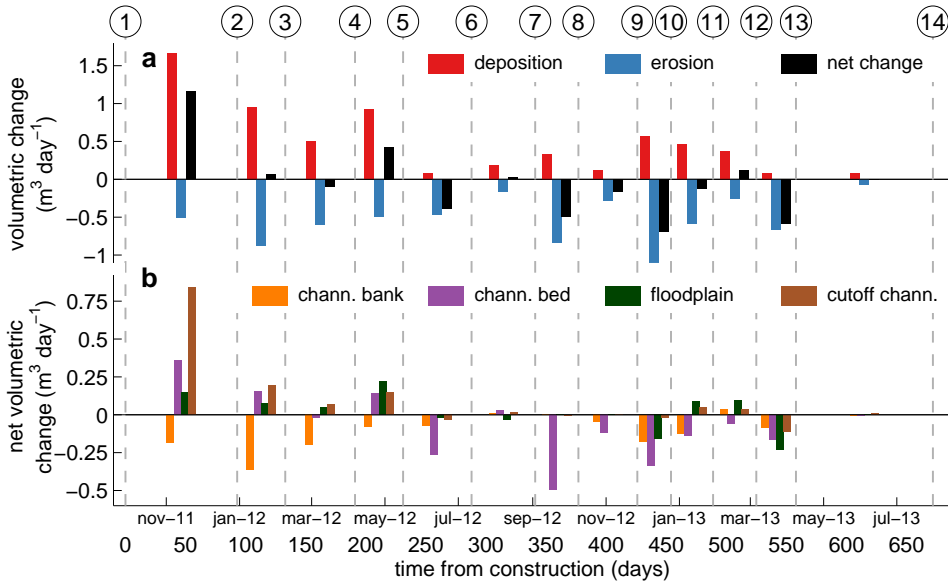 1 2 3 4 5 6 7 8 9 10 11 12 13 14
a
deposition erosion net change
volumetric change
(m³ day⁻¹)
1.5
1
0.5
0
−0.5
−1
b
chann. bank chann. bed floodplain cutoff chann.
net volumetric
change (m³ day⁻¹)
0.75
0.5
0.25
0
−0.25
−0.5
nov−11 jan−12 mar−12 may−12 jul−12 sep−12 nov−12 jan−13 mar−13 may−13 jul−13
0 50 100 150 200 250 300 350 400 450 500 550 600 650
time from construction (days)